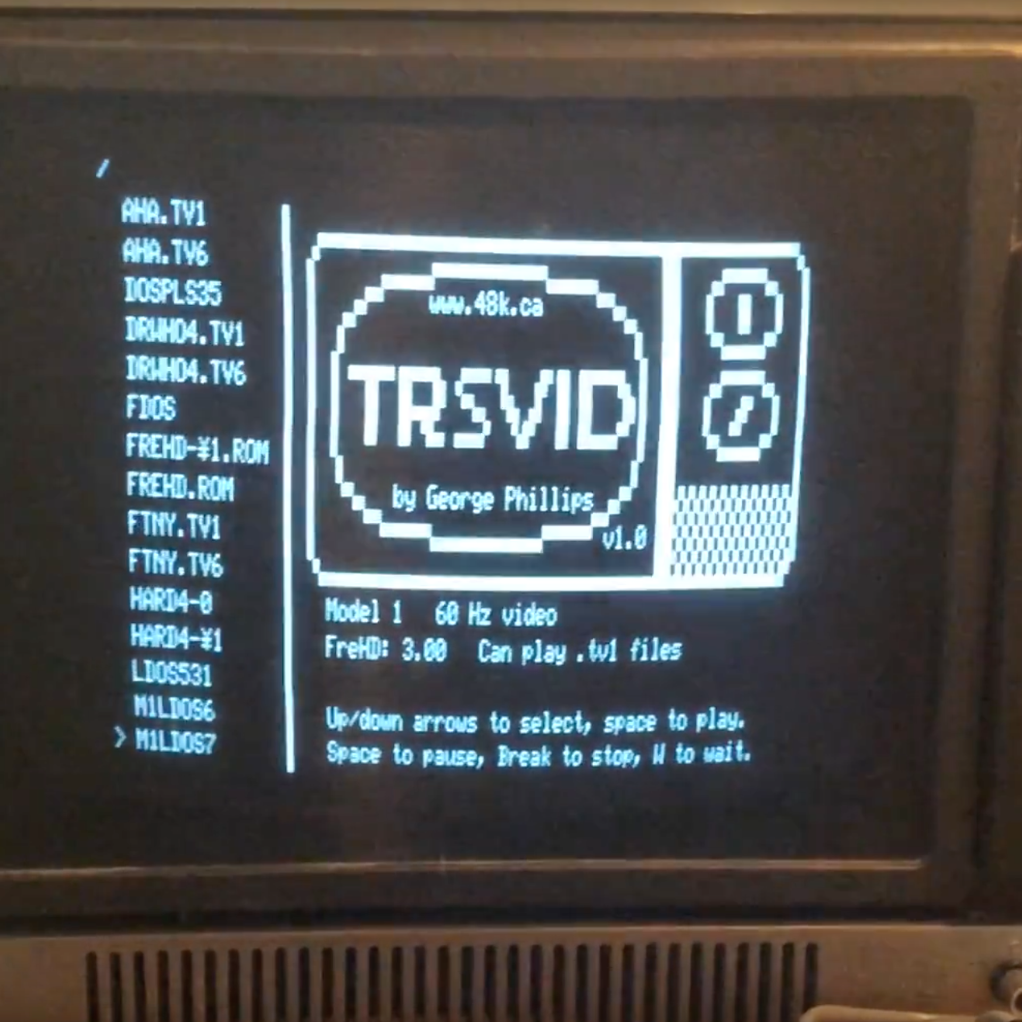 /
AHA.TV1
AHA.TV6
DOSPLS35
DRWHO4.TV1
DRWHO4.TV6
FDOS
FREHD-¥1.ROM
FREHD.ROM
FTNY.TV1
FTNY.TV6
HARD4-0
HARD4-¥1
LDOS531
M1LDOS6
> M1LDOS7
www.48k.ca
TRSVID
by George Phillips
v1.0
Model 1 60 Hz video
FreHD: 3.00 Can play .tv1 files
Up/down arrows to select, space to play.
Space to pause, Break to stop, W to wait.